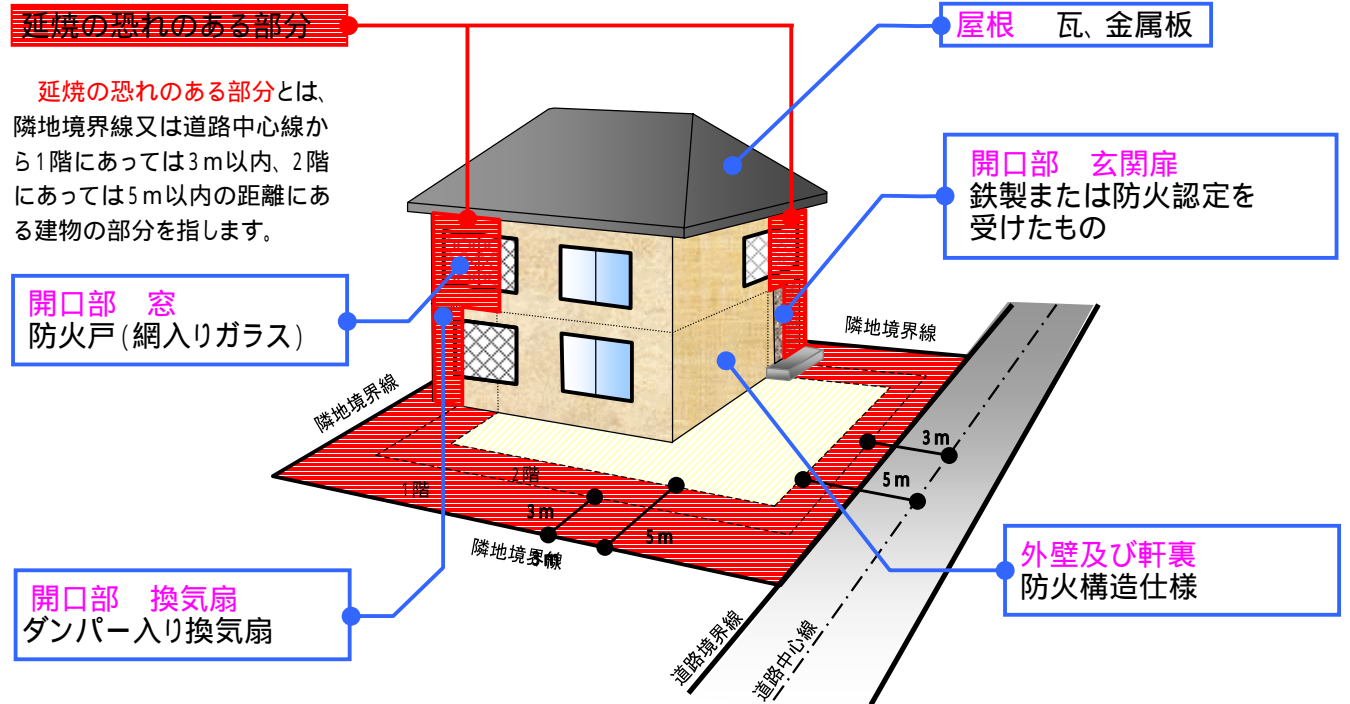 延焼の恐れのある部分
延焼の恐れのある部分とは、
隣地境界線又は道路中心線か
ら1階にあっては3m以内、2階
にあっては5m以内の距離にあ
る建物の部分を指します。
屋根 瓦、金属板
開口部 玄関扉
鉄製または防火認定を
受けたもの
開口部 窓
防火戸(網入りガラス)
隣地境界線
隣地境界線
3m
5m
2階
1階
3m
5m
隣地境界線
3m
外壁及び軒裏
防火構造仕様
開口部 換気扇
ダンパー入り換気扇
道路境界線
道路中心線